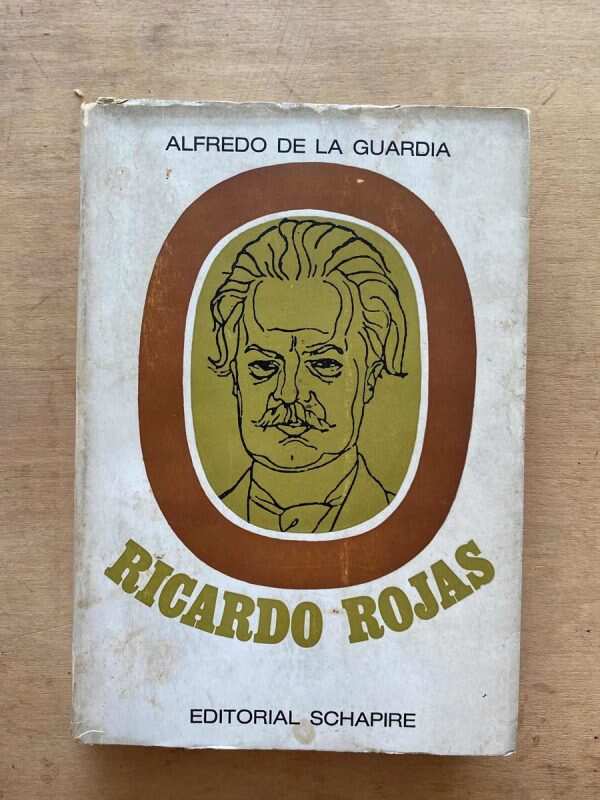 ALFREDO DE LA GUARDIA
RICARDO ROJAS
EDITORIAL SCHAPIRE